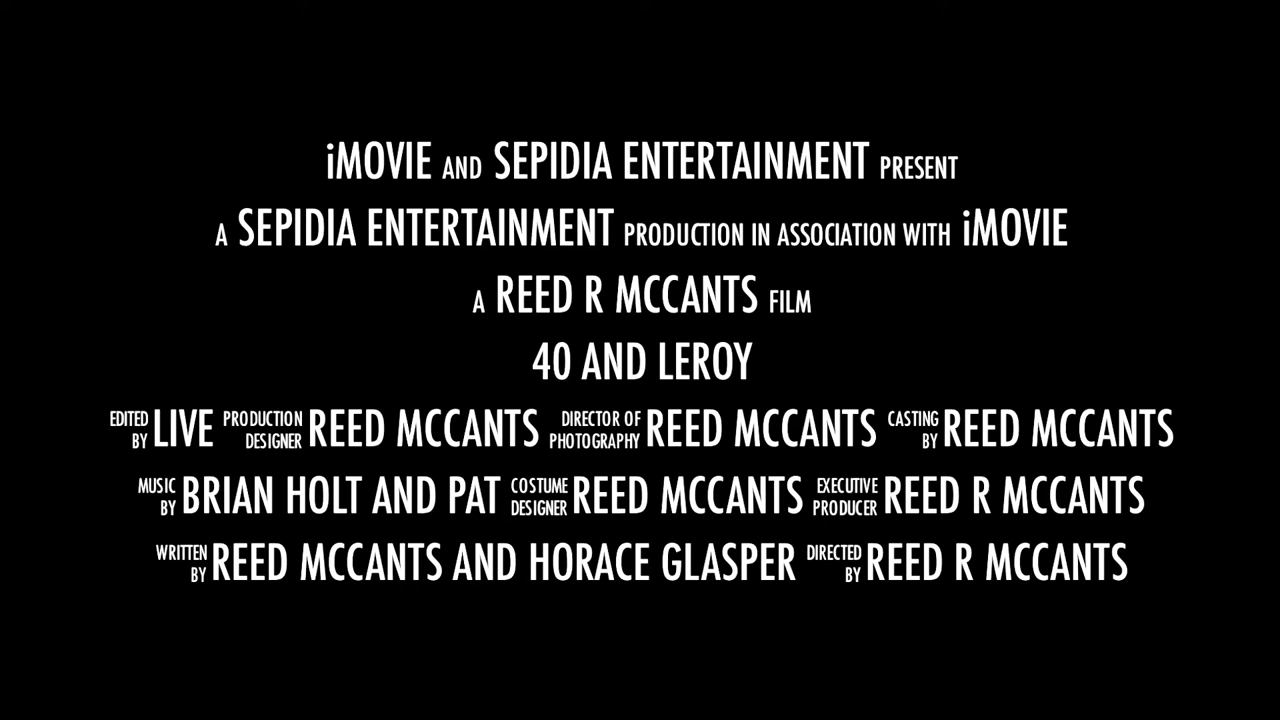 iMOVIE AND SEPIDIA ENTERTAINMENT PRESENT
A SEPIDIA ENTERTAINMENT PRODUCTION IN ASSOCIATION WITH iMOVIE
A REED R MCCANTS FILM
40 AND LEROY
EDITED BY LIVE PRODUCTION DESIGNER REED MCCANTS DIRECTOR OF PHOTOGRAPHY REED MCCANTS CASTING BY REED MCCANTS
MUSIC BY BRIAN HOLT AND PAT COSTUME DESIGNER REED MCCANTS EXECUTIVE PRODUCER REED R MCCANTS
WRITTEN BY REED MCCANTS AND HORACE GLASPER DIRECTED BY REED R MCCANTS